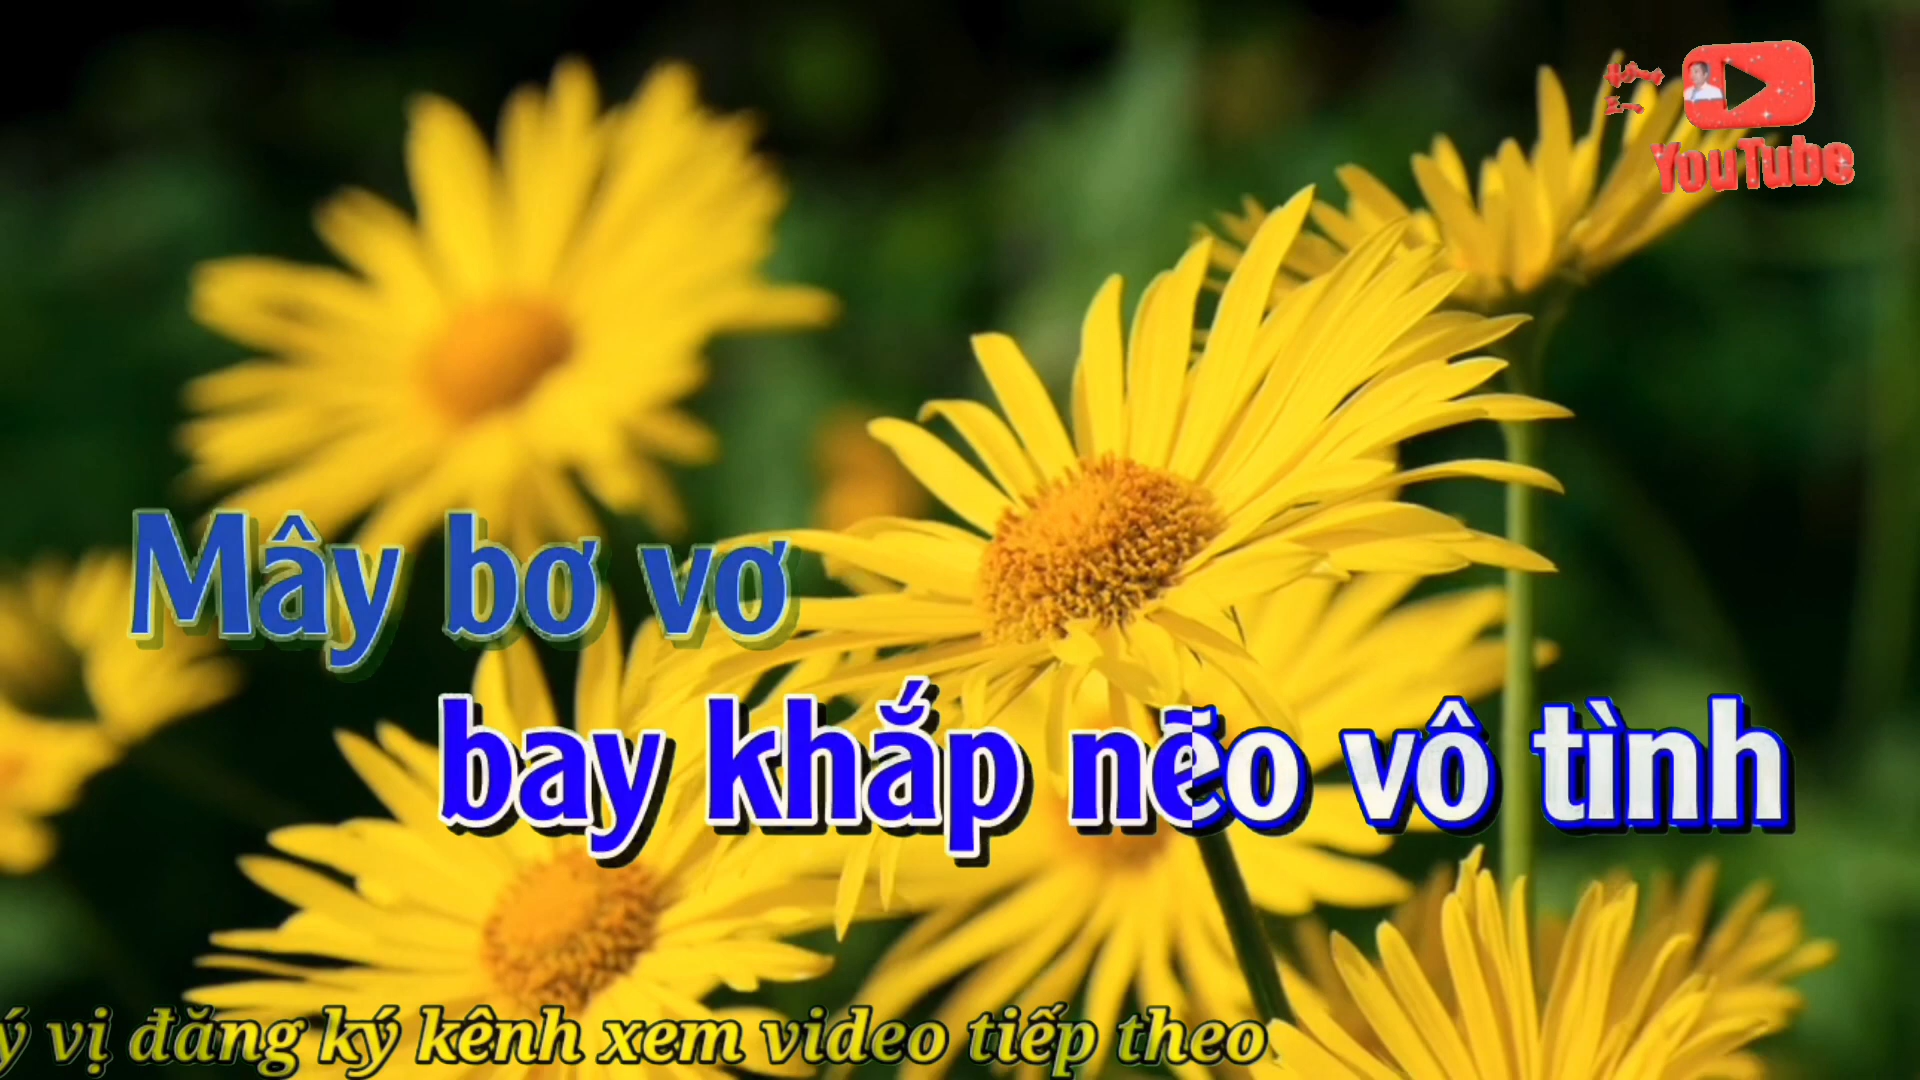 YouTube
Mây bơ vơ
bay khắp nẽo vô tình
ý vị đăng ký kênh xem video tiếp theo